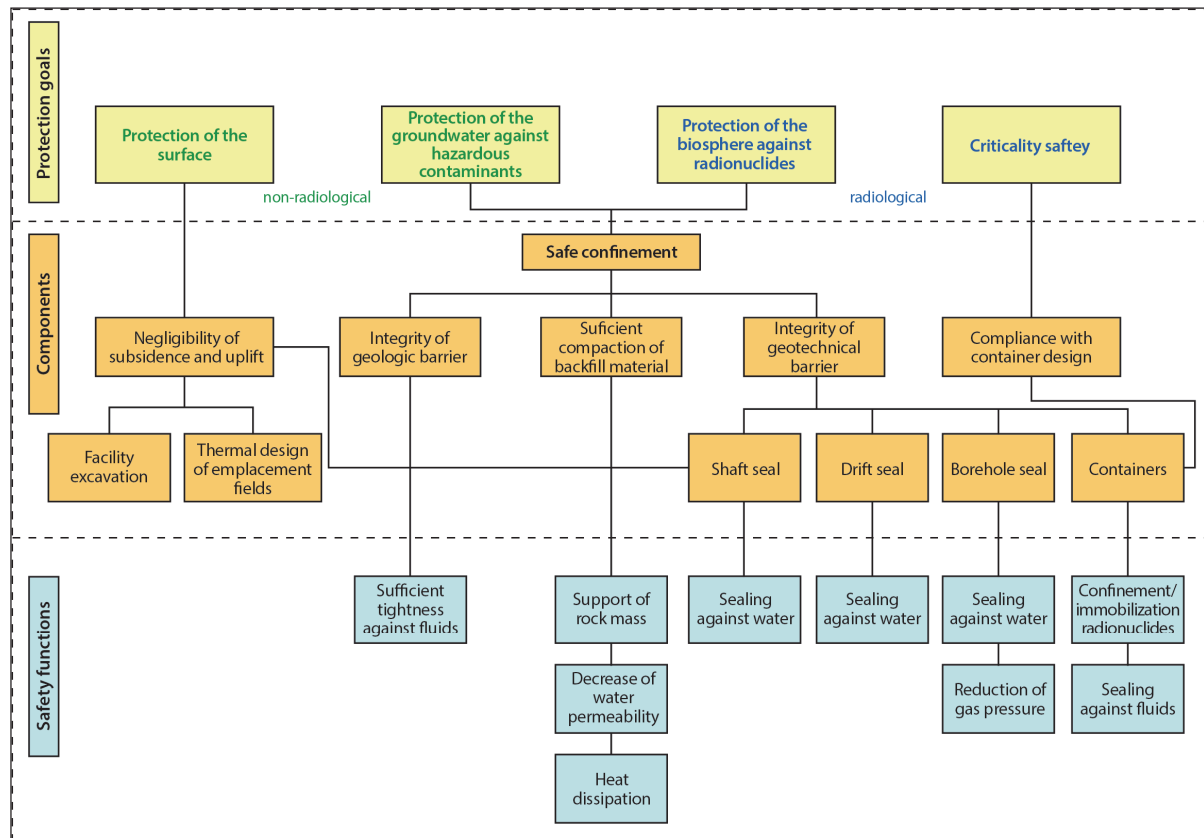 Protection goals
Protection of the
surface
Protection of the
groundwater against
hazardous
contaminants
Protection of the
biosphere against
radionuclides
Criticality saftey
non-radiological
radiological
Components
Safe confinement
Negligibility of
subsidence and uplift
Integrity of
geologic barrier
Suficient
compaction of
backfill material
Integrity of
geotechnical
barrier
Compliance with
container design
Facility
excavation
Thermal design
of emplacement
fields
Shaft seal
Drift seal
Borehole seal
Containers
Safety functions
Sufficient
tightness
against fluids
Support of
rock mass
Sealing
against water
Sealing
against water
Sealing
against water
Confinement/
immobilization
radionuclides
Decrease of
water
permeability
Reduction of
gas pressure
Sealing
against fluids
Heat
dissipation